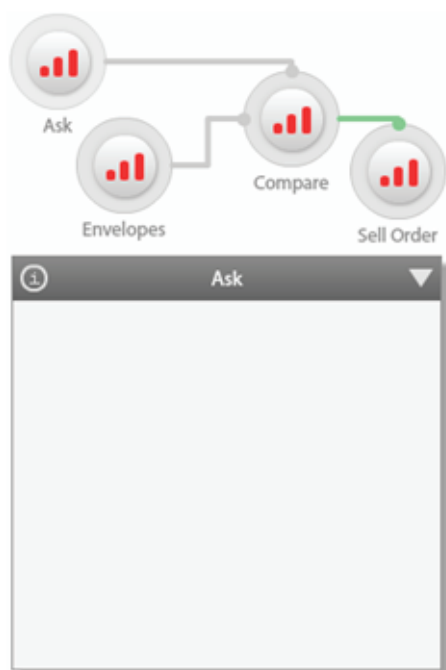 Ask
Envelopes
Compare
Sell Order
i
Ask